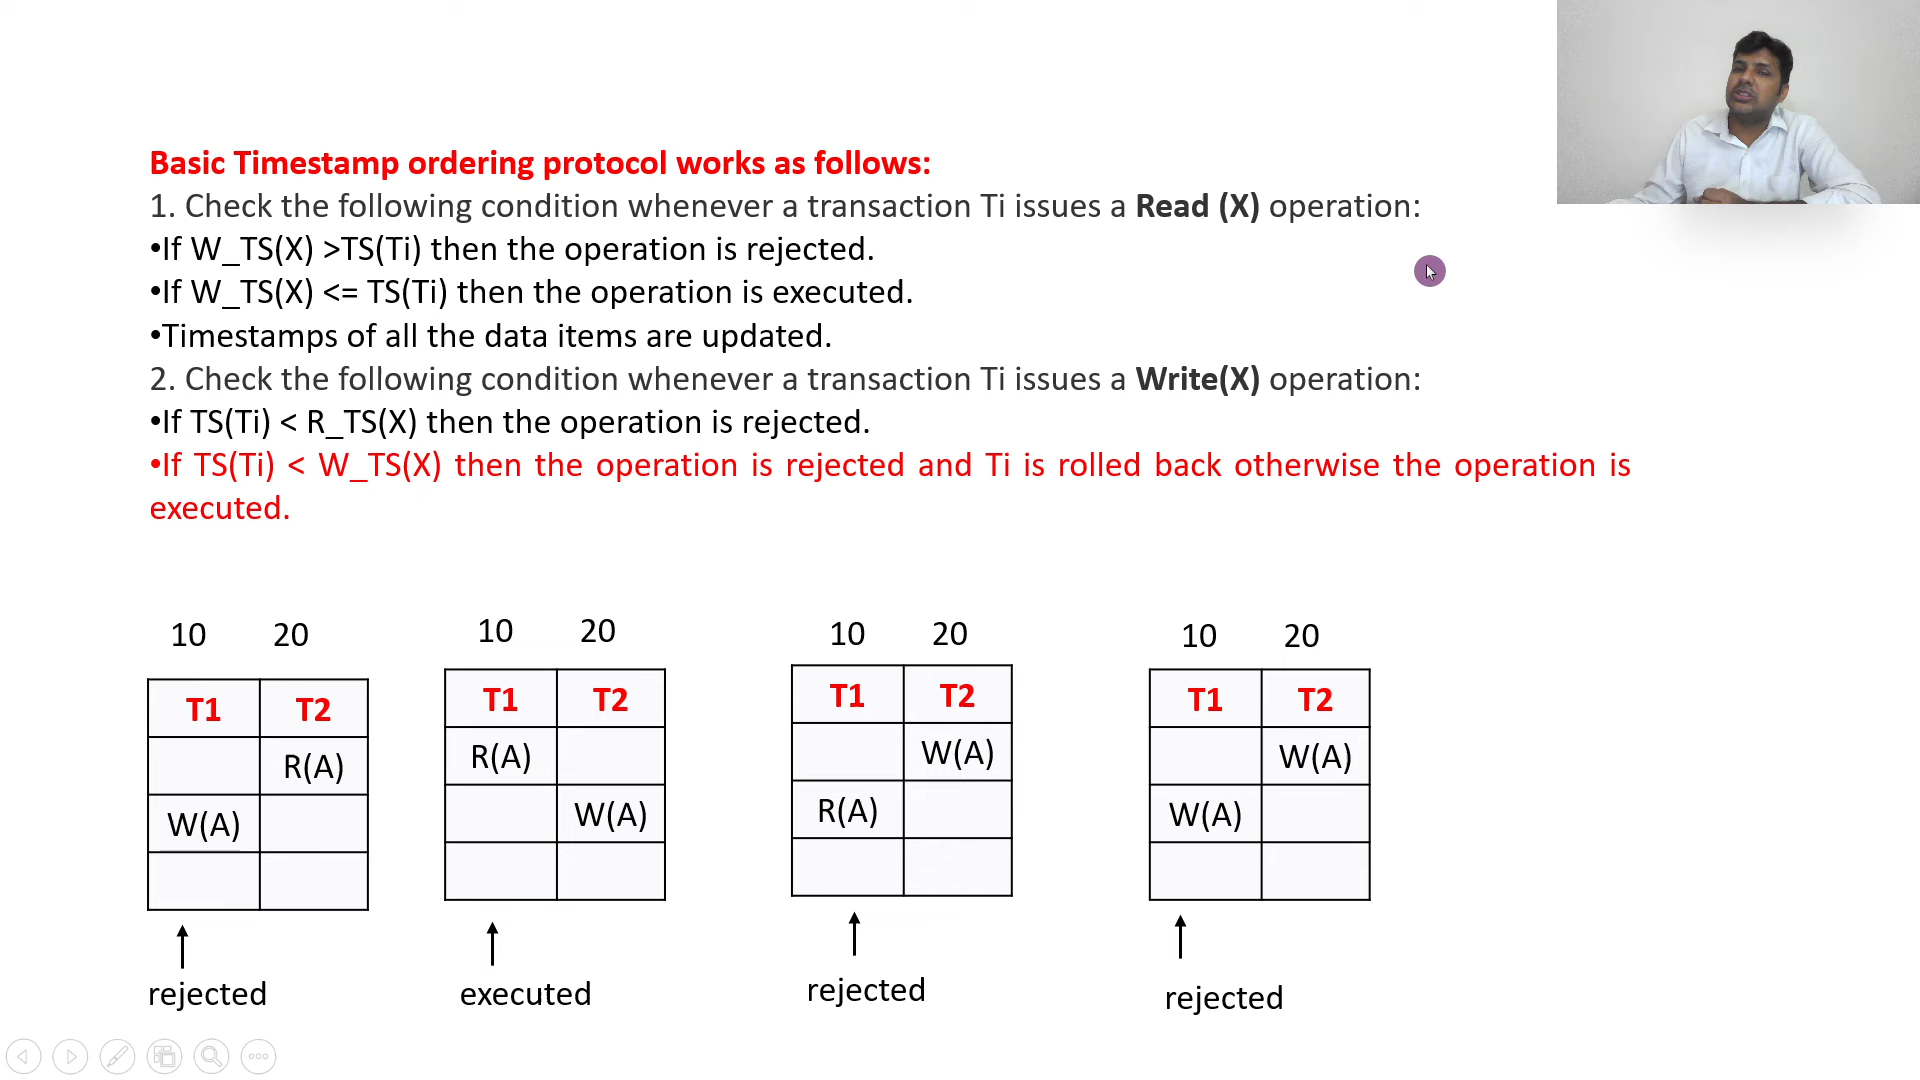 Basic Timestamp ordering protocol works as follows:
1. Check the following condition whenever a transaction Ti issues a Read (X) operation:
•If W_TS(X) >TS(Ti) then the operation is rejected.
•If W_TS(X) <= TS(Ti) then the operation is executed.
•Timestamps of all the data items are updated.
2. Check the following condition whenever a transaction Ti issues a Write(X) operation:
•If TS(Ti) < R_TS(X) then the operation is rejected.
•If TS(Ti) < W_TS(X) then the operation is rejected and Ti is rolled back otherwise the operation is
executed.
10 20
T1 T2
R(A)
W(A)
rejected
10 20
T1 T2
R(A)
W(A)
executed
10 20
T1 T2
W(A)
R(A)
rejected
10 20
T1 T2
W(A)
W(A)
rejected